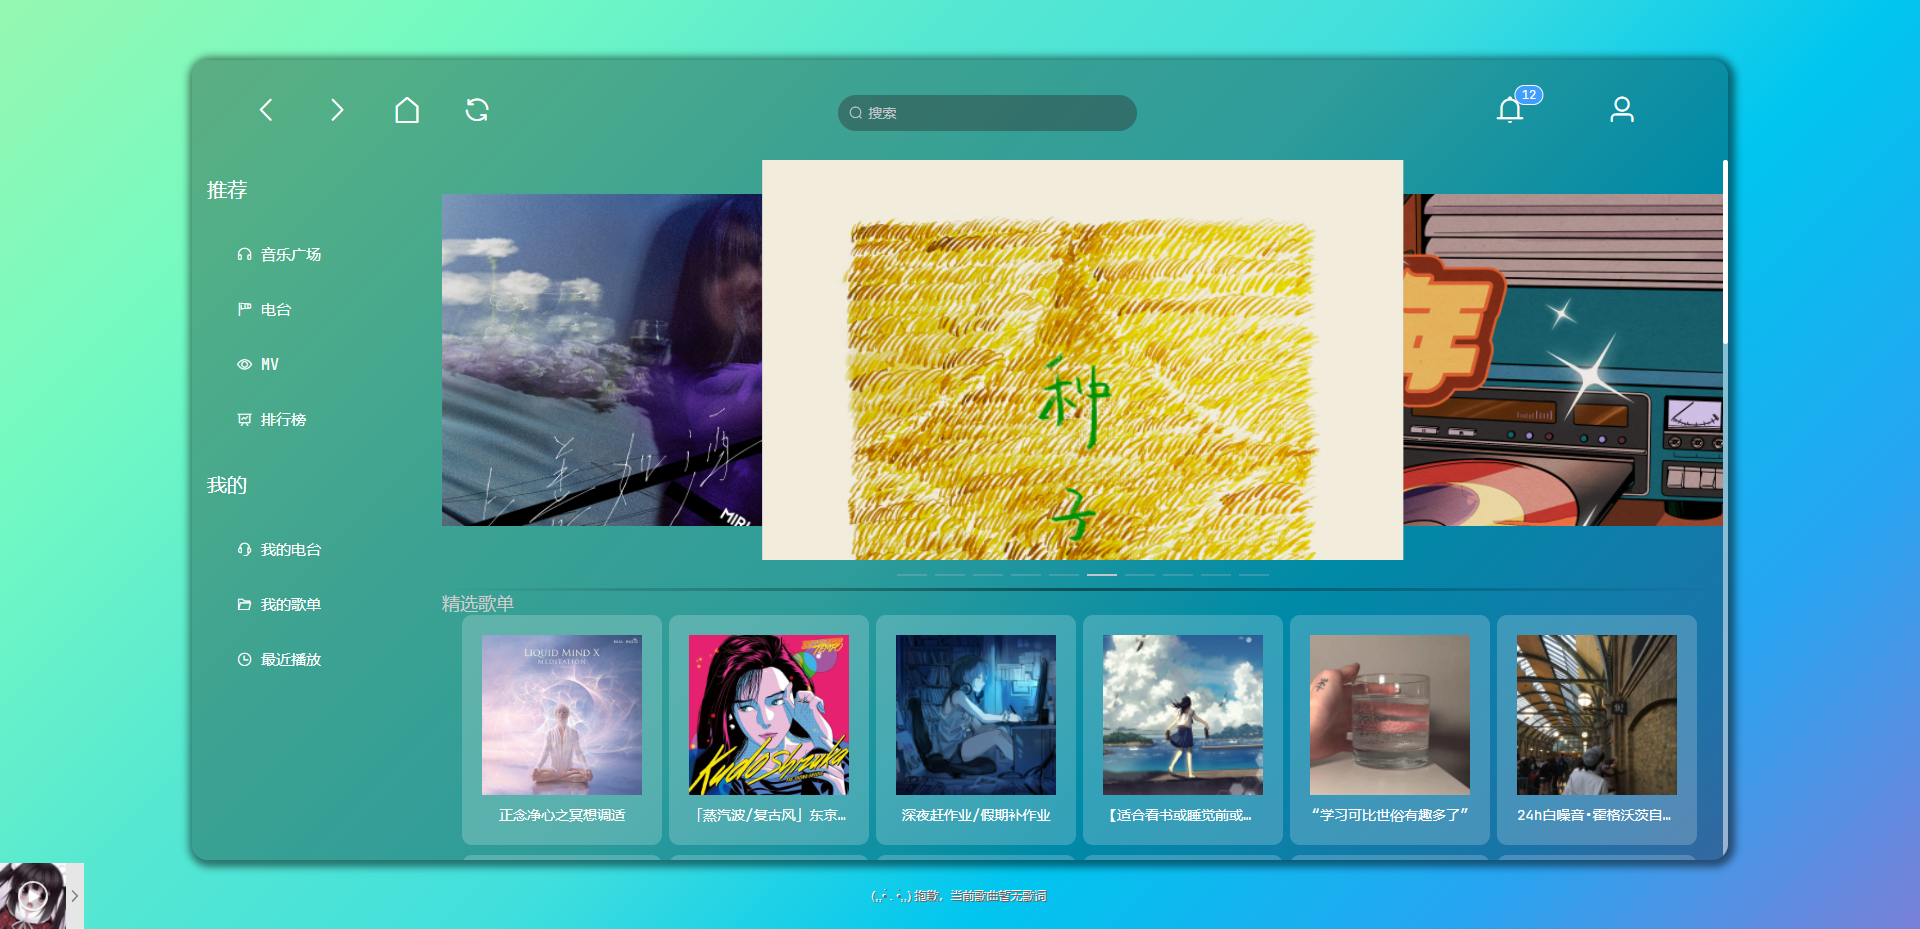 搜索
12
推荐
音乐广场
电台
MV
排行榜
我的
我的电台
我的歌单
最近播放
种
子
精选歌单
LIQUID MIND X
MEDITATION
Kudo Shizuka
正念净心之冥想调适
「蒸汽波/复古风」东京...
深夜赶作业/假期补作业
【适合看书或睡觉前或...
“学习可比世俗有趣多了”
24h白噪音·霍格沃茨自...
抱歉，当前歌曲暂无歌词